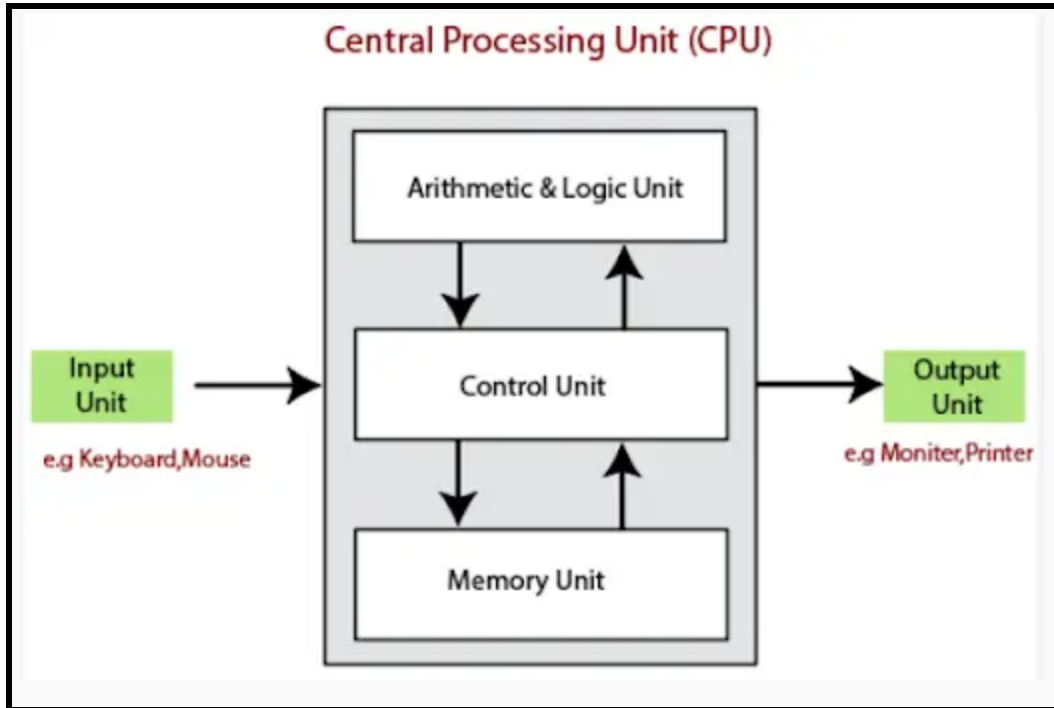 Central Processing Unit (CPU)
Arithmetic & Logic Unit
Input
Unit
e.g Keyboard,Mouse
Control Unit
Output
Unit
e.g Moniter,Printer
Memory Unit